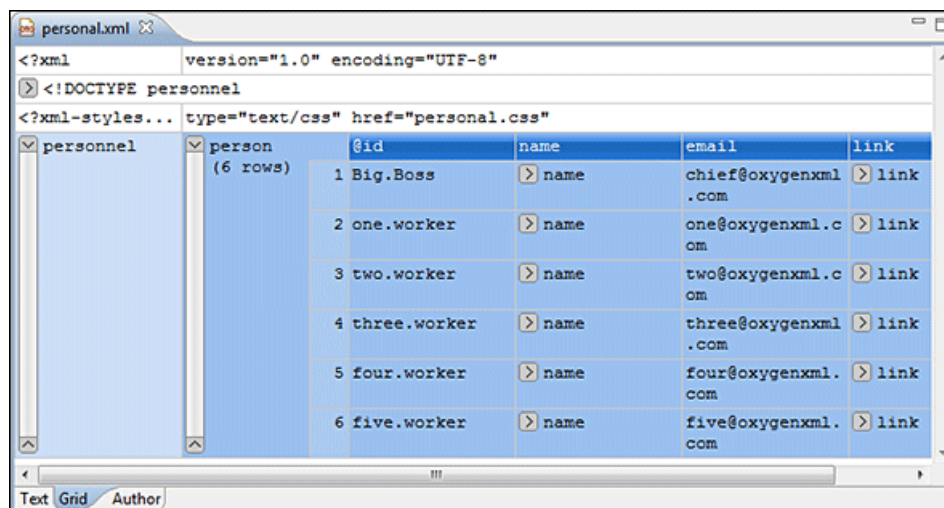 personal.xml
<?xml version="1.0" encoding="UTF-8"
<!DOCTYPE personnel
<?xml-styles... type="text/css" href="personal.css"
personnel person @id name email link
(6 rows) 1 Big.Boss name chief@oxygenxml link
.com
2 one.worker name one@oxygenxml.c link
om
3 two.worker name two@oxygenxml.c link
om
4 three.worker name three@oxygenxml link
.com
5 four.worker name four@oxygenxml. link
com
6 five.worker name five@oxygenxml. link
com
Text Grid Author